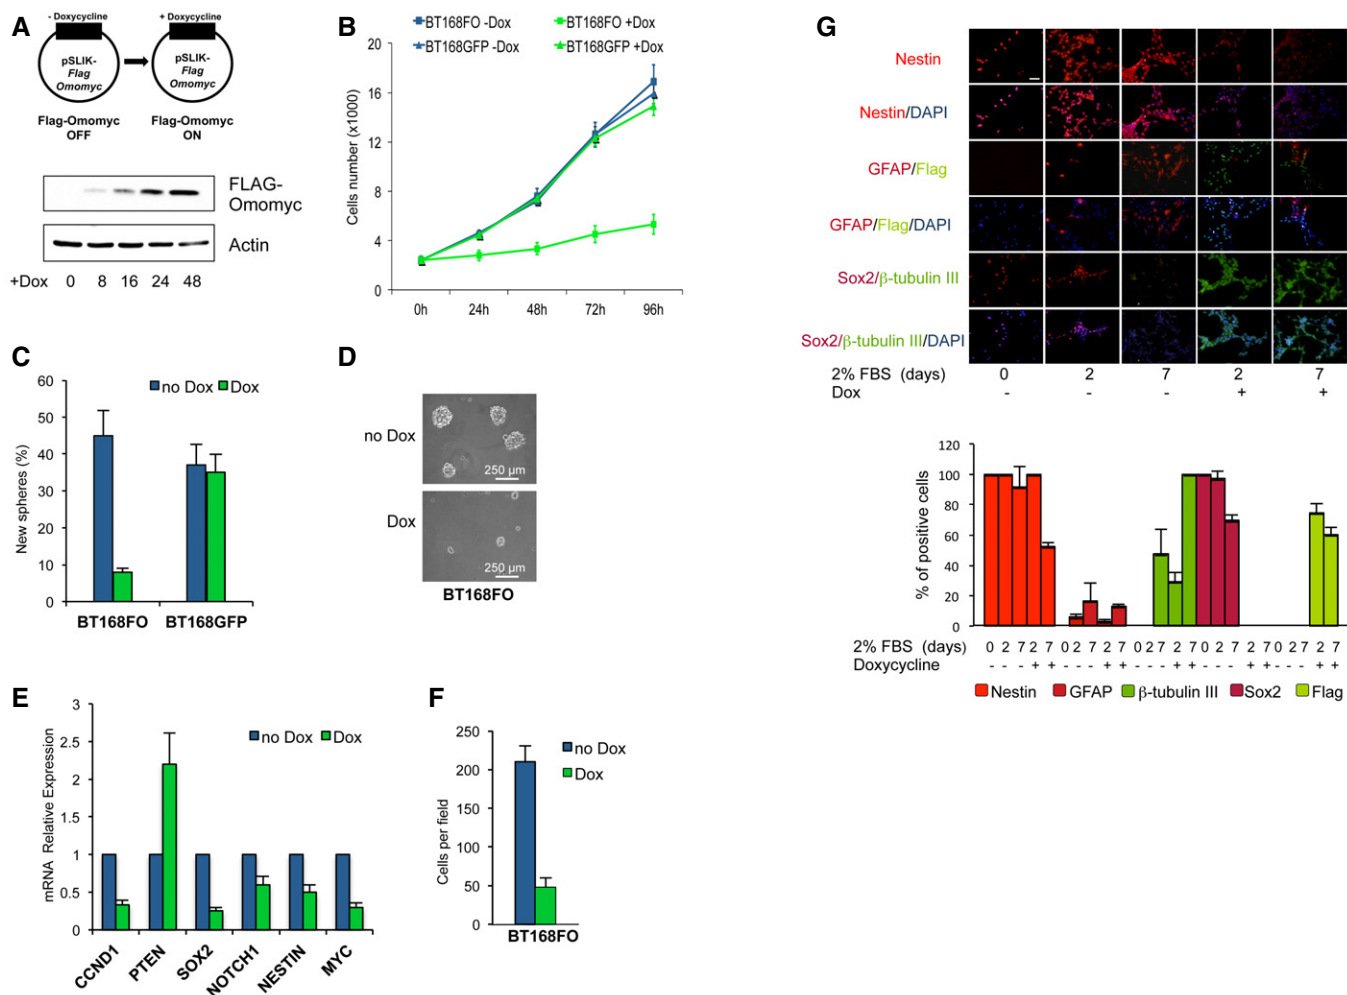 A
- Doxycycline
+ Doxycycline
pSLIK-
Flag
Omomyc
pSLIK-
Flag
Omomyc
Flag-Omomyc
OFF
Flag-Omomyc
ON
FLAG-
Omomyc
Actin
+Dox 0 8 16 24 48
B
BT168FO -Dox
BT168FO +Dox
BT168GFP -Dox
BT168GFP +Dox
Cells number (x1000)
20
16
12
8
4
0
0h 24h 48h 72h 96h
C
no Dox Dox
New spheres (%)
60
50
40
30
20
10
0
BT168FO BT168GFP
D
no Dox
250 µm
Dox
250 µm
BT168FO
E
no Dox Dox
mRNA Relative Expression
3
2.5
2
1.5
1
0.5
0
CCND1 PTEN SOX2 NOTCH1 NESTIN MYC
F
no Dox
Dox
Cells per field
250
200
150
100
50
0
BT168FO
G
Nestin
Nestin/DAPI
GFAP/Flag
GFAP/Flag/DAPI
Sox2/β-tubulin III
Sox2/β-tubulin III/DAPI
2% FBS (days) 0 2 7 2 7
Dox - - - + +
% of positive cells
120
100
80
60
40
20
0
2% FBS (days) 0 2 7 2 7 0 2 7 2 7 0 2 7 2 7 0 2 7 2 7 0 2 7 2 7
Doxycycline - - - + + - - - + + - - - + + - - - + + - - - + +
Nestin GFAP β-tubulin III Sox2 Flag